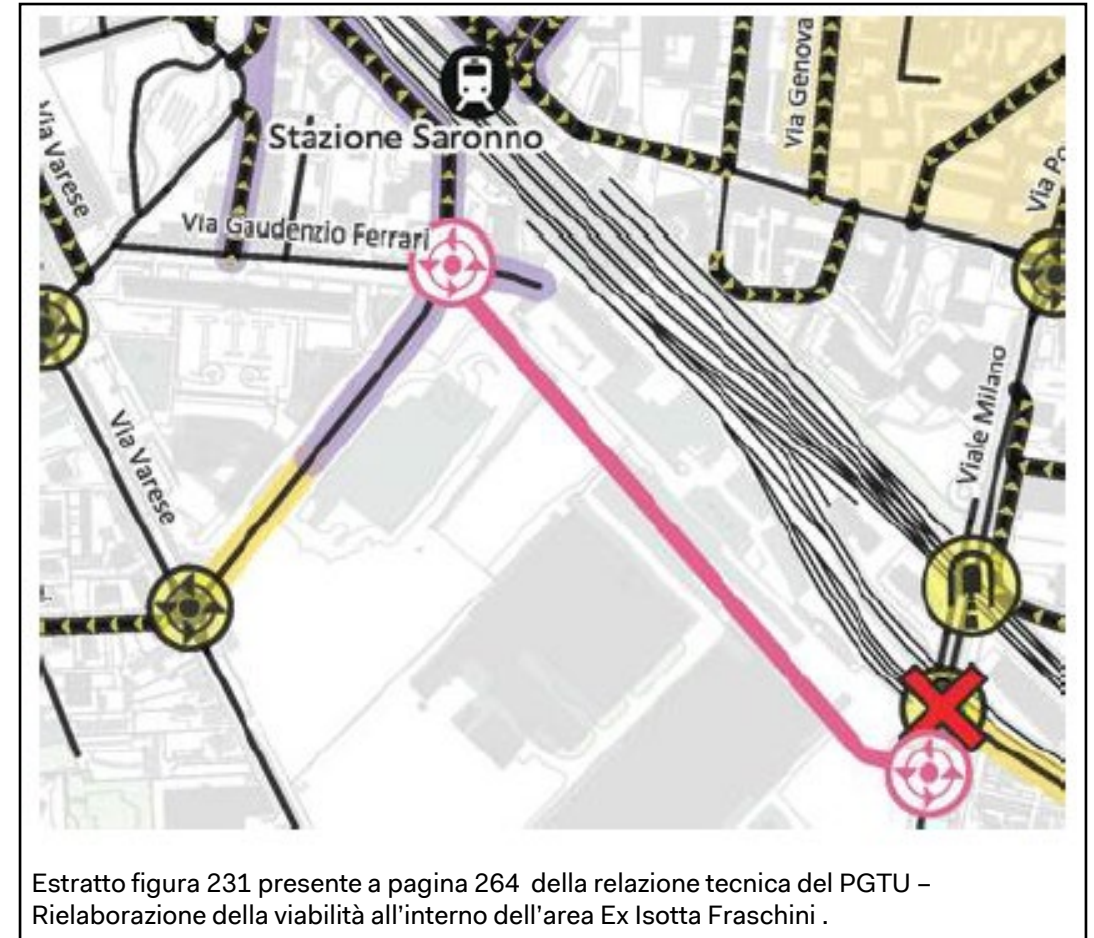 Via Genova
Stazione Saronno
Via Varese
VIa Gaudenzio Ferrari
Via Po
Viale Milano
Via Varese
Estratto figura 231 presente a pagina 264 della relazione tecnica del PGTU –
Rielaborazione della viabilità all'interno dell'area Ex Isotta Fraschini .